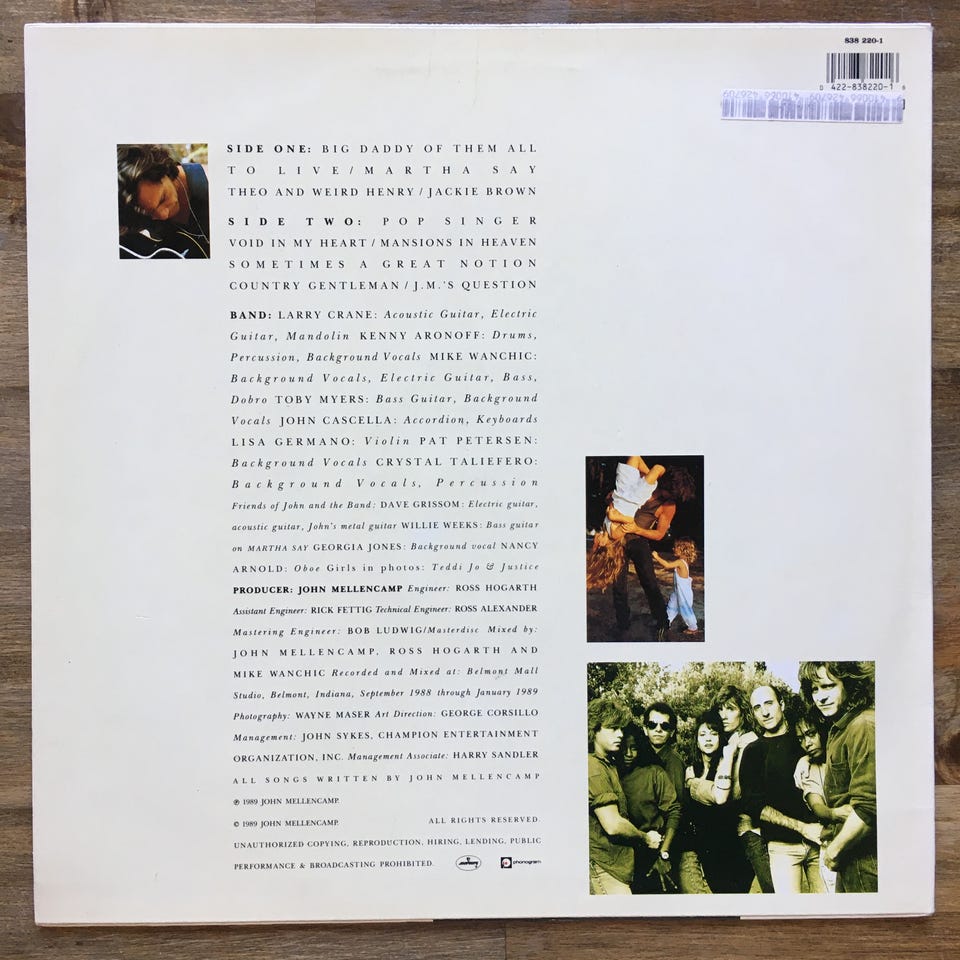 838 220-1
0 422-838220-1 6
SIDE ONE: BIG DADDY OF THEM ALL
TO LIVE/MARTHA SAY
THEO AND WEIRD HENRY/JACKIE BROWN
SIDE TWO: POP SINGER
VOID IN MY HEART/MANSIONS IN HEAVEN
SOMETIMES A GREAT NOTION
COUNTRY GENTLEMAN/J.M.'S QUESTION
BAND: LARRY CRANE: Acoustic Guitar, Electric
Guitar, Mandolin KENNY ARONOFF: Drums,
Percussion, Background Vocals MIKE WANCHIC:
Background Vocals, Electric Guitar, Bass,
Dobro TOBY MYERS: Bass Guitar, Background
Vocals JOHN CASCELLA: Accordion, Keyboards
LISA GERMANO: Violin PAT PETERSEN:
Background Vocals CRYSTAL TALIEFERO:
Background Vocals, Percussion
Friends of John and the Band: DAVE GRISSOM: Electric guitar,
acoustic guitar, John's metal guitar WILLIE WEEKS: Bass guitar
on MARTHA SAY GEORGIA JONES: Background vocal NANCY
ARNOLD: Oboe Girls in photos: Teddi Jo & Justice
PRODUCER: JOHN MELLENCAMP Engineer: ROSS HOGARTH
Assistant Engineer: RICK FETTIG Technical Engineer: ROSS ALEXANDER
Mastering Engineer: BOB LUDWIG/Masterdisc Mixed by:
JOHN MELLENCAMP, ROSS HOGARTH AND
MIKE WANCHIC Recorded and Mixed at: Belmont Mall
Studio, Belmont, Indiana, September 1988 through January 1989
Photography: WAYNE MASER Art Direction: GEORGE CORSILLO
Management: JOHN SYKES, CHAMPION ENTERTAINMENT
ORGANIZATION, INC. Management Associate: HARRY SANDLER
ALL SONGS WRITTEN BY JOHN MELLENCAMP
℗ 1989 JOHN MELLENCAMP.
© 1989 JOHN MELLENCAMP. ALL RIGHTS RESERVED.
UNAUTHORIZED COPYING, REPRODUCTION, HIRING, LENDING, PUBLIC
PERFORMANCE & BROADCASTING PROHIBITED. mercury phonogram